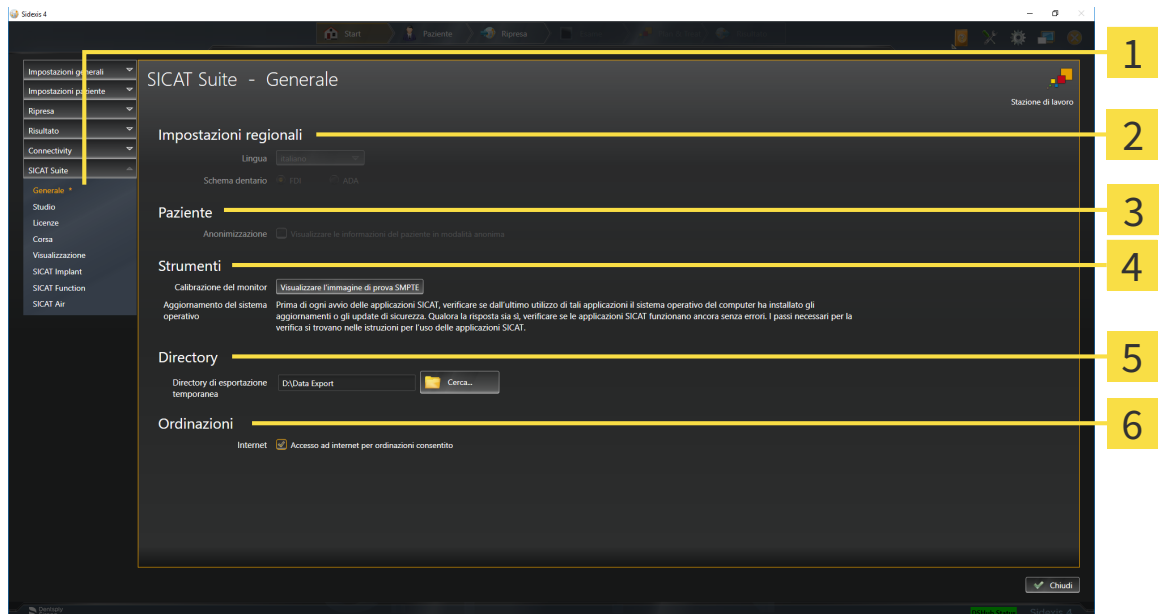 Sidexis 4
Start
Paziente
Ripresa
1
Impostazioni generali
Impostazioni paziente
Ripresa
Risultato
Connectivity
SICAT Suite
Generale *
Studio
Licenze
Corsa
Visualizzazione
SICAT Implant
SICAT Function
SICAT Air
SICAT Suite - Generale
Stazione di lavoro
Impostazioni regionali
2
Lingua Italiano
Schema dentario FDI ADA
Paziente
3
Anonimizzazione Visualizzare le informazioni del paziente in modalità anonima
Strumenti
4
Calibrazione del monitor Visualizzare l'immagine di prova SMPTE
Aggiornamento del sistema operativo
Prima di ogni avvio delle applicazioni SICAT, verificare se dall'ultimo utilizzo di tali applicazioni il sistema operativo del computer ha installato gli
aggiornamenti o gli update di sicurezza. Qualora la risposta sia sì, verificare se le applicazioni SICAT funzionano ancora senza errori. I passi necessari per la
verifica si trovano nelle istruzioni per l'uso delle applicazioni SICAT.
Directory
5
Directory di esportazione temporanea
D:\Data Export
Cerca...
Ordinazioni
6
Internet Accesso ad internet per ordinazioni consentito
Chiudi
Sidexis 4